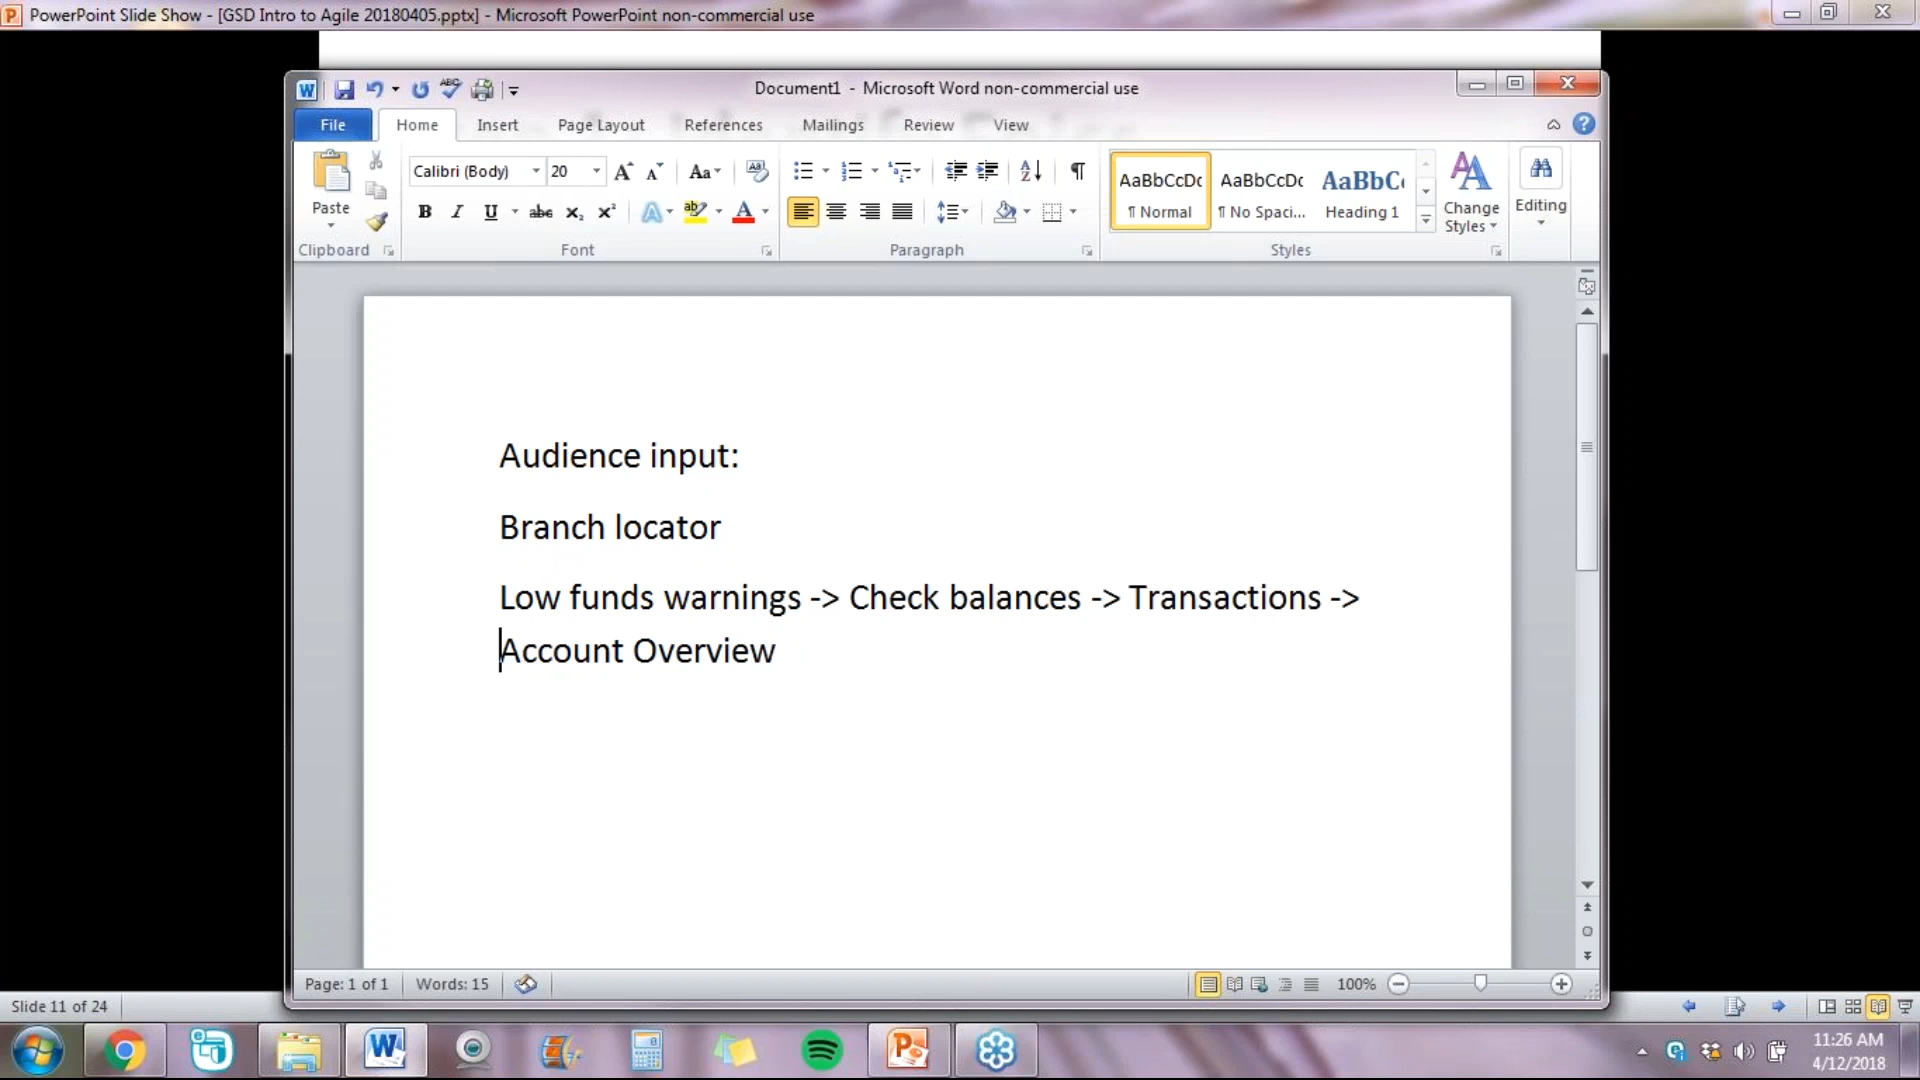 PowerPoint Slide Show - [GSD Intro to Agile 20180405.pptx] - Microsoft PowerPoint non-commercial use
Document1 - Microsoft Word non-commercial use
File Home Insert Page Layout References Mailings Review View
Paste
Calibri (Body) 20 Aa
AaBbCcDc AaBbCcDc AaBbC
¶ Normal ¶ No Spaci... Heading 1
Change Styles
Editing
Clipboard Font Paragraph Styles
Audience input:
Branch locator
Low funds warnings -> Check balances -> Transactions ->
Account Overview
Page: 1 of 1 Words: 15 100%
Slide 11 of 24
11:26 AM
4/12/2018